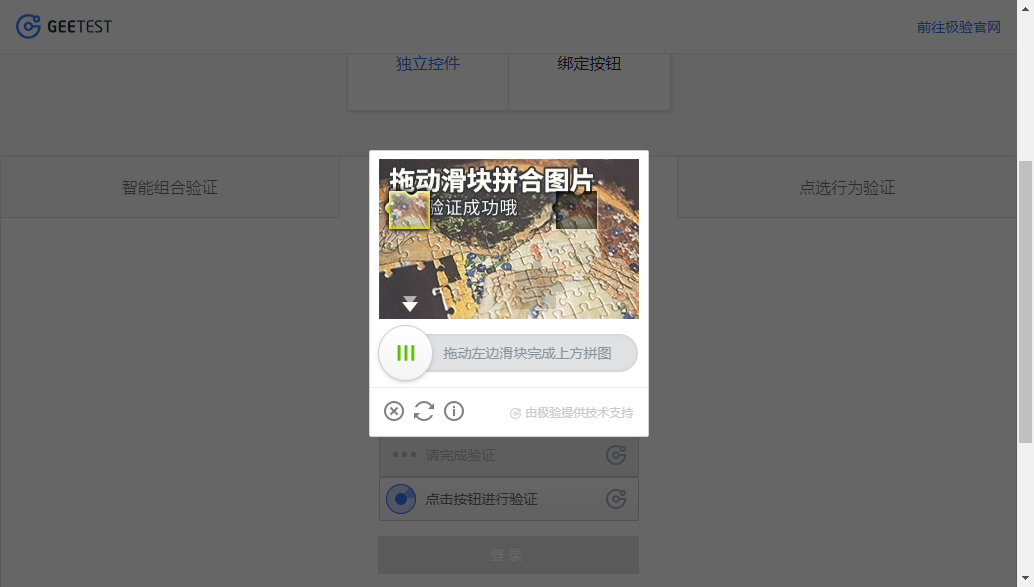 GEETEST
前往极验官网
独立控件
绑定按钮
智能组合验证
点选行为验证
拖动滑块拼合图片
验证成功哦
拖动左边滑块完成上方拼图
由极验提供技术支持
请完成验证
点击按钮进行验证
登录